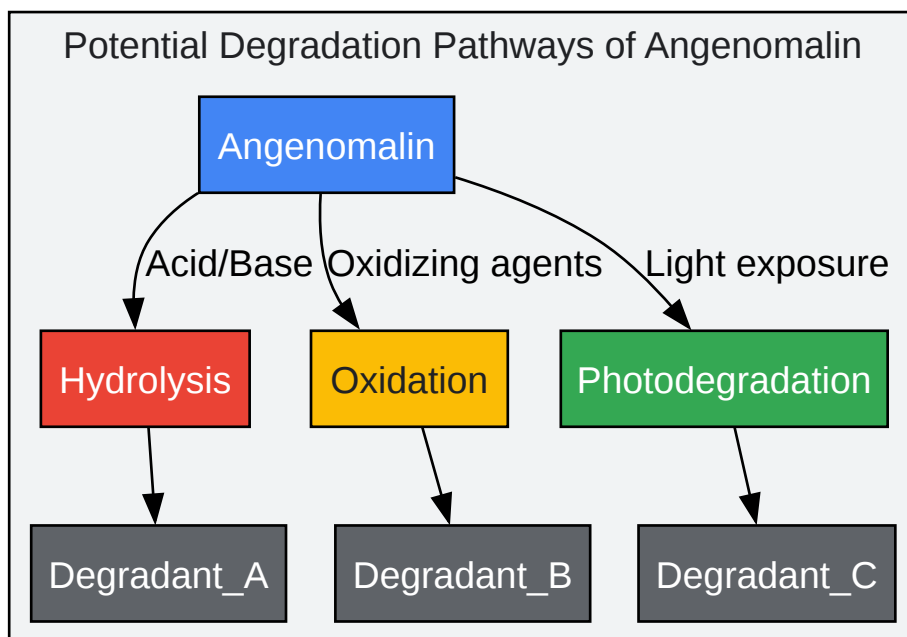 Potential Degradation Pathways of Angenomalin
Angenomalin
Acid/Base
Oxidizing agents
Light exposure
Hydrolysis
Oxidation
Photodegradation
Degradant_A
Degradant_B
Degradant_C